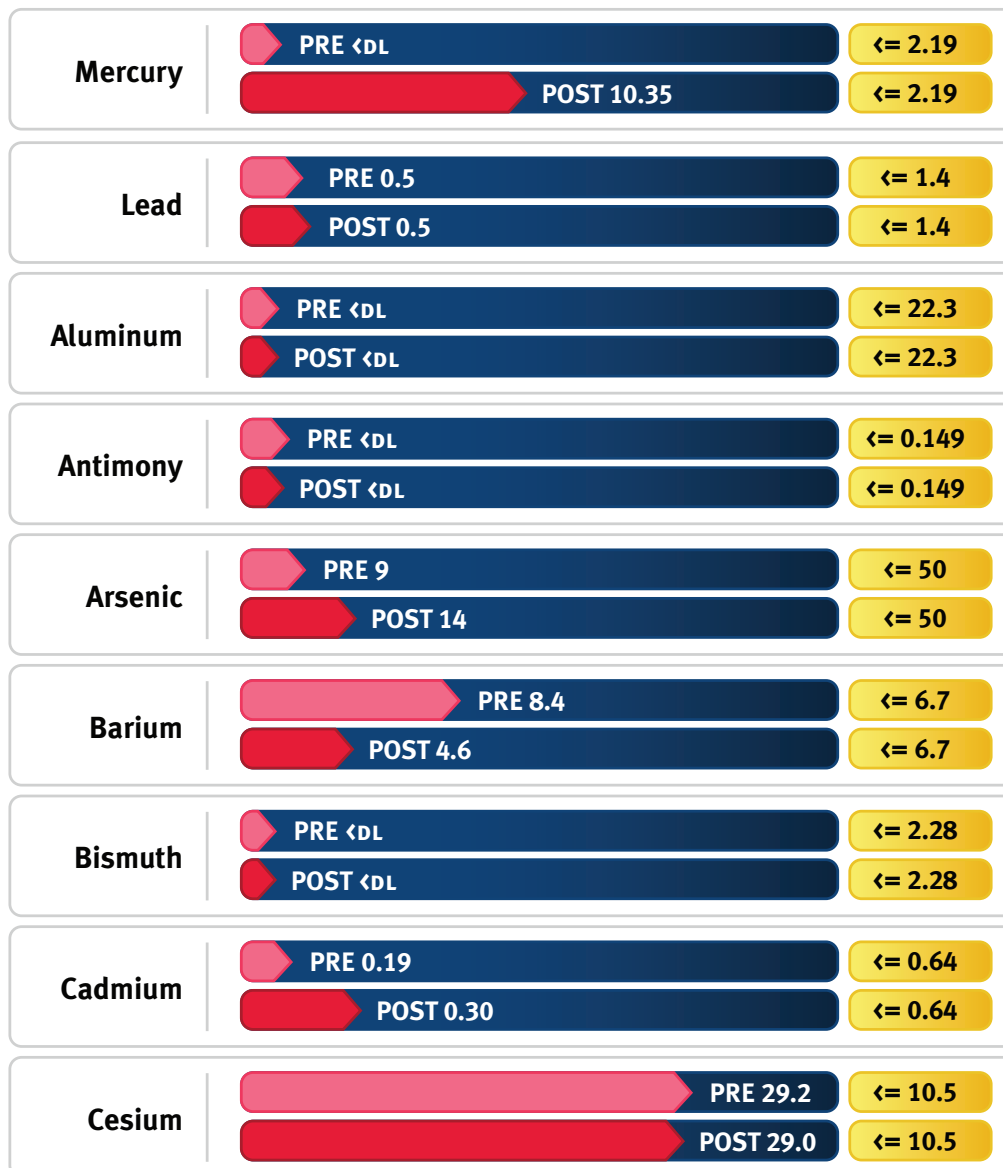 Mercury
PRE <DL
<= 2.19
POST 10.35
<= 2.19
Lead
PRE 0.5
<= 1.4
POST 0.5
<= 1.4
Aluminum
PRE <DL
<= 22.3
POST <DL
<= 22.3
Antimony
PRE <DL
<= 0.149
POST <DL
<= 0.149
Arsenic
PRE 9
<= 50
POST 14
<= 50
Barium
PRE 8.4
<= 6.7
POST 4.6
<= 6.7
Bismuth
PRE <DL
<= 2.28
POST <DL
<= 2.28
Cadmium
PRE 0.19
<= 0.64
POST 0.30
<= 0.64
Cesium
PRE 29.2
<= 10.5
POST 29.0
<= 10.5